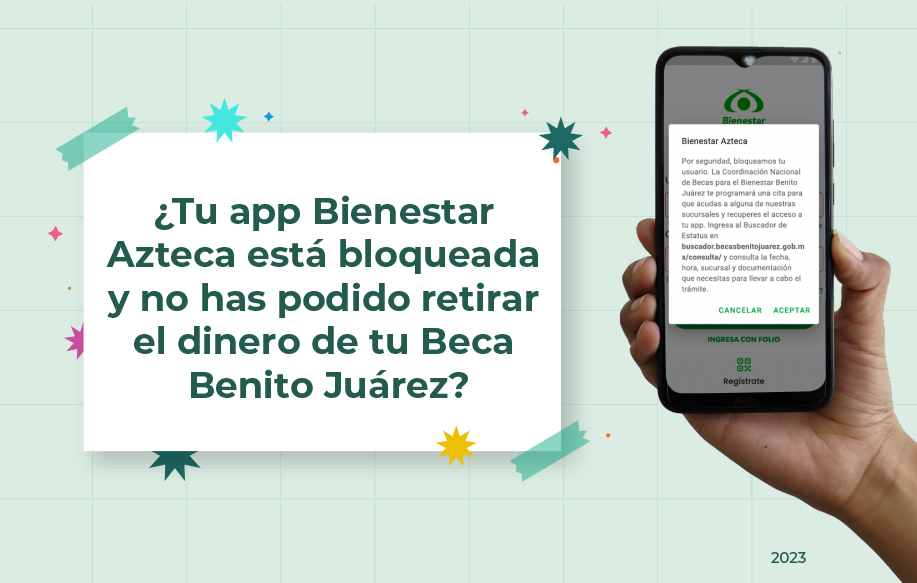 ¿Tu app Bienestar
Azteca está bloqueada
y no has podido retirar
el dinero de tu Beca
Benito Juárez?
Bienestar
Bienestar Azteca
Por seguridad, bloqueamos tu
usuario. La Coordinación Nacional
de Becas para el Bienestar Benito
Juárez te programará una cita para
que acudas a alguna de nuestras
sucursales y recuperes el acceso a
tu app. Ingresa al Buscador de
Estatus en
buscador.becasbenitojuarez.gob.m
x/consulta/ y consulta la fecha,
hora, sucursal y documentación
que necesitas para llevar a cabo el
trámite.
CANCELAR ACEPTAR
INGRESA CON FOLIO
Regístrate
2023